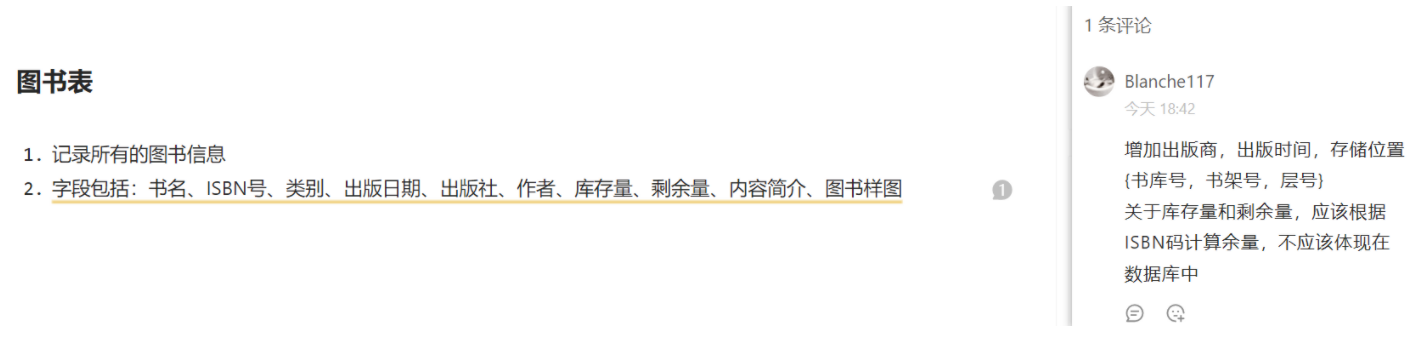 图书表
1. 记录所有的图书信息
2. 字段包括：书名、ISBN号、类别、出版日期、出版社、作者、库存量、剩余量、内容简介、图书样图
1
1 条评论
Blanche117
今天 18:42
增加出版商，出版时间，存储位置
{书库号，书架号，层号}
关于库存量和剩余量，应该根据
ISBN码计算余量，不应该体现在
数据库中